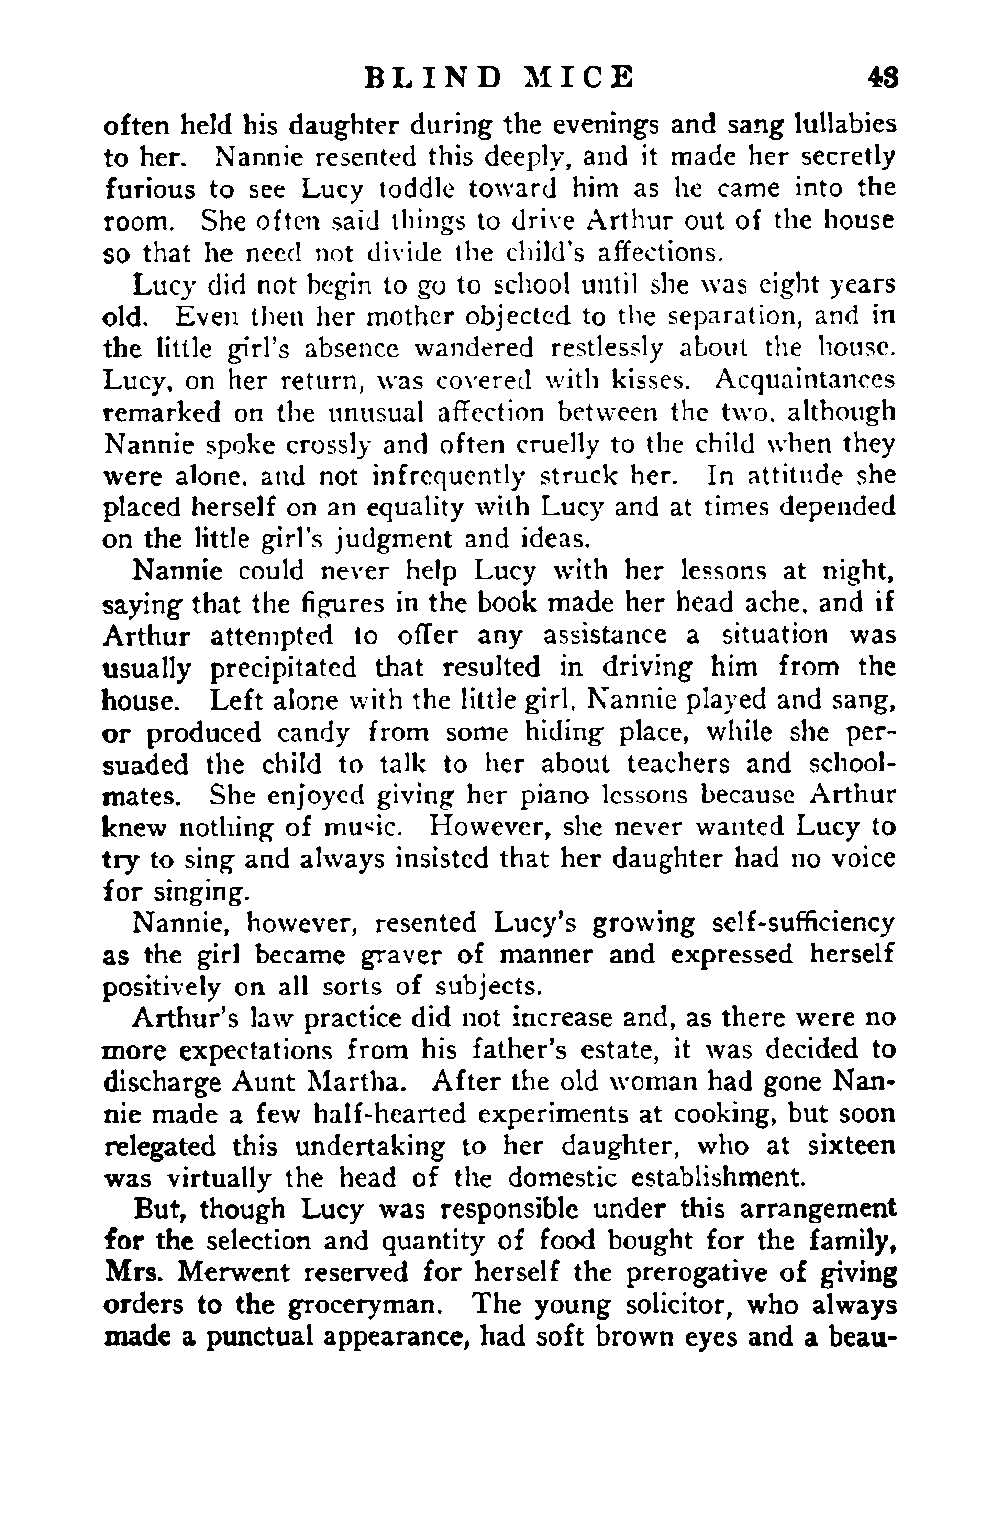 BLIND MICE 43
often held his daughter during the evenings and sang lullabies
to her. Nannie resented this deeply, and it made her secretly
furious to see Lucy toddle toward him as he came into the
room. She often said things to drive Arthur out of the house
so that he need not divide the child's affections.
Lucy did not begin to go to school until she was eight years
old. Even then her mother objected to the separation, and in
the little girl's absence wandered restlessly about the house.
Lucy, on her return, was covered with kisses. Acquaintances
remarked on the unusual affection between the two, although
Nannie spoke crossly and often cruelly to the child when they
were alone, and not infrequently struck her. In attitude she
placed herself on an equality with Lucy and at times depended
on the little girl's judgment and ideas.
Nannie could never help Lucy with her lessons at night,
saying that the figures in the book made her head ache, and if
Arthur attempted to offer any assistance a situation was
usually precipitated that resulted in driving him from the
house. Left alone with the little girl, Nannie played and sang,
or produced candy from some hiding place, while she per-
suaded the child to talk to her about teachers and school-
mates. She enjoyed giving her piano lessons because Arthur
knew nothing of music. However, she never wanted Lucy to
try to sing and always insisted that her daughter had no voice
for singing.
Nannie, however, resented Lucy's growing self-sufficiency
as the girl became graver of manner and expressed herself
positively on all sorts of subjects.
Arthur's law practice did not increase and, as there were no
more expectations from his father's estate, it was decided to
discharge Aunt Martha. After the old woman had gone Nan-
nie made a few half-hearted experiments at cooking, but soon
relegated this undertaking to her daughter, who at sixteen
was virtually the head of the domestic establishment.
But, though Lucy was responsible under this arrangement
for the selection and quantity of food bought for the family,
Mrs. Merwent reserved for herself the prerogative of giving
orders to the groceryman. The young solicitor, who always
made a punctual appearance, had soft brown eyes and a beau-